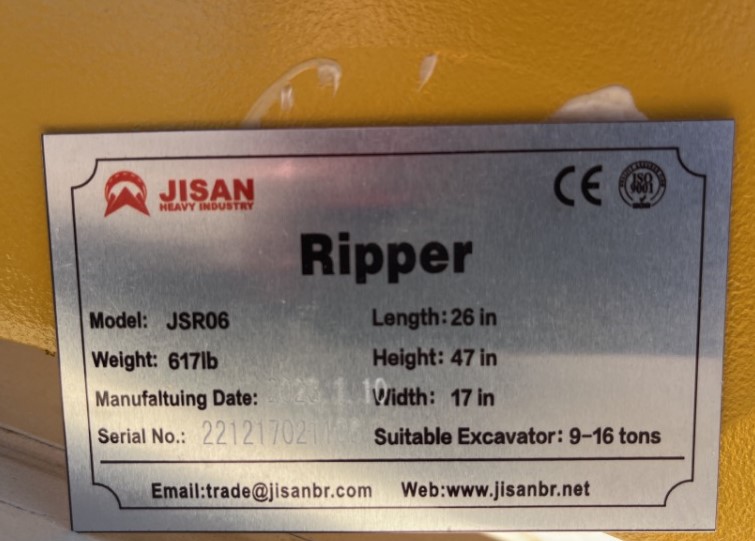 JISAN
HEAVY INDUSTRY
CE
ISO
9001
Ripper
Model: JSR06
Length: 26 in
Weight: 617lb
Height: 47 in
Manufaltuing Date:
Width: 17 in
Serial No.:
Suitable Excavator: 9-16 tons
Email:trade@jisanbr.com
Web:www.jisanbr.net